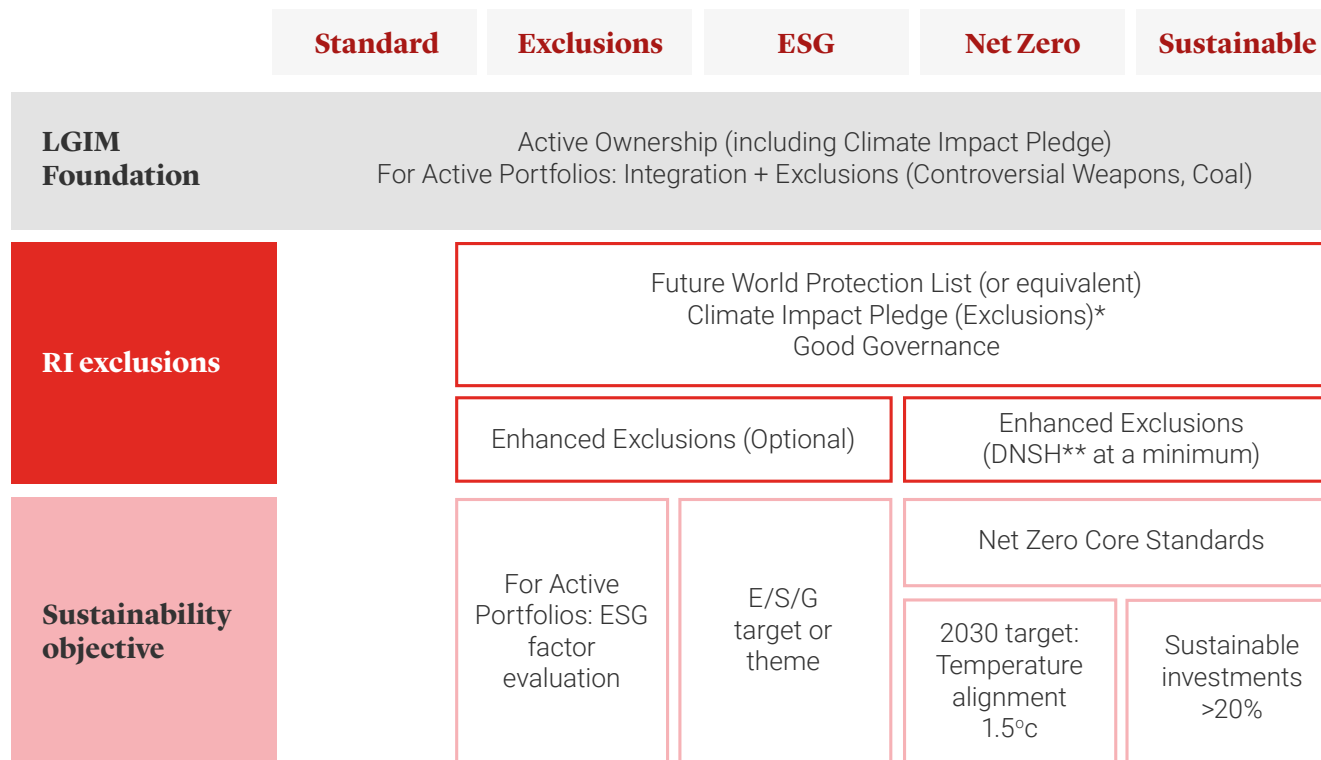 Standard
Exclusions
ESG
Net Zero
Sustainable
LGIM
Foundation
Active Ownership (including Climate Impact Pledge)
For Active Portfolios: Integration + Exclusions (Controversial Weapons, Coal)
RI exclusions
Future World Protection List (or equivalent)
Climate Impact Pledge (Exclusions)*
Good Governance
Enhanced Exclusions (Optional)
Enhanced Exclusions
(DNSH** at a minimum)
Sustainability
objective
For Active
Portfolios: ESG
factor
evaluation
E/S/G
target or
theme
Net Zero Core Standards
2030 target:
Temperature
alignment
1.5°c
Sustainable
investments
>20%